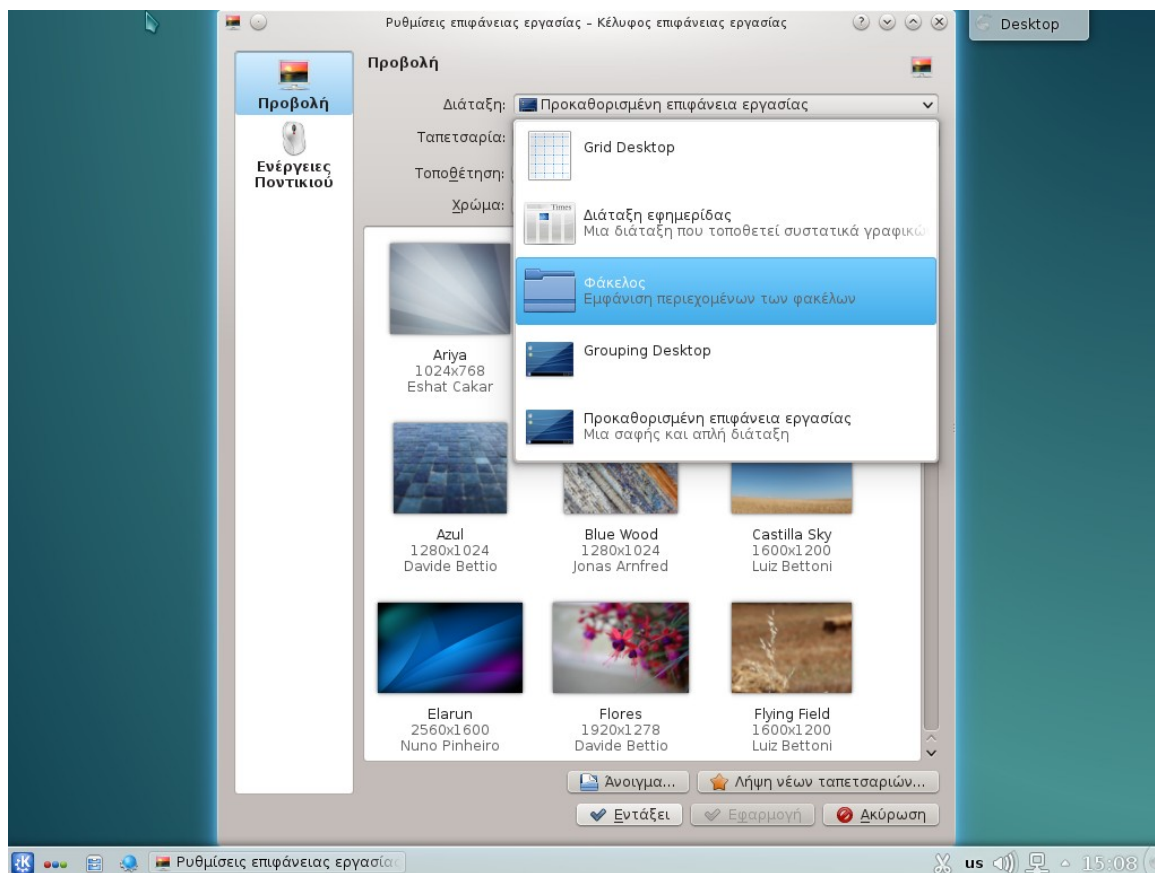 Ρυθμίσεις επιφάνειας εργασίας – Κέλυφος επιφάνειας εργασίας
Desktop
Προβολή
Ενέργειες
Ποντικιού
Προβολή
Διάταξη: Προκαθορισμένη επιφάνεια εργασίας
Ταπετσαρία:
Τοποθέτηση:
Χρώμα:
Grid Desktop
Times
Διάταξη εφημερίδας
Μια διάταξη που τοποθετεί συστατικά γραφικώ
Φάκελος
Εμφάνιση περιεχομένων των φακέλων
Grouping Desktop
Προκαθορισμένη επιφάνεια εργασίας
Μια σαφής και απλή διάταξη
Ariya
1024x768
Eshat Cakar
Azul
1280x1024
Davide Bettio
Blue Wood
1280x1024
Jonas Arnfred
Castilla Sky
1600x1200
Luiz Bettoni
Elarun
2560x1600
Nuno Pinheiro
Flores
1920x1278
Davide Bettio
Flying Field
1600x1200
Luiz Bettoni
Άνοιγμα... Λήψη νέων ταπετσαριών...
Εντάξει Εφαρμογή Ακύρωση
Ρυθμίσεις επιφάνειας εργασίας
us 15:08